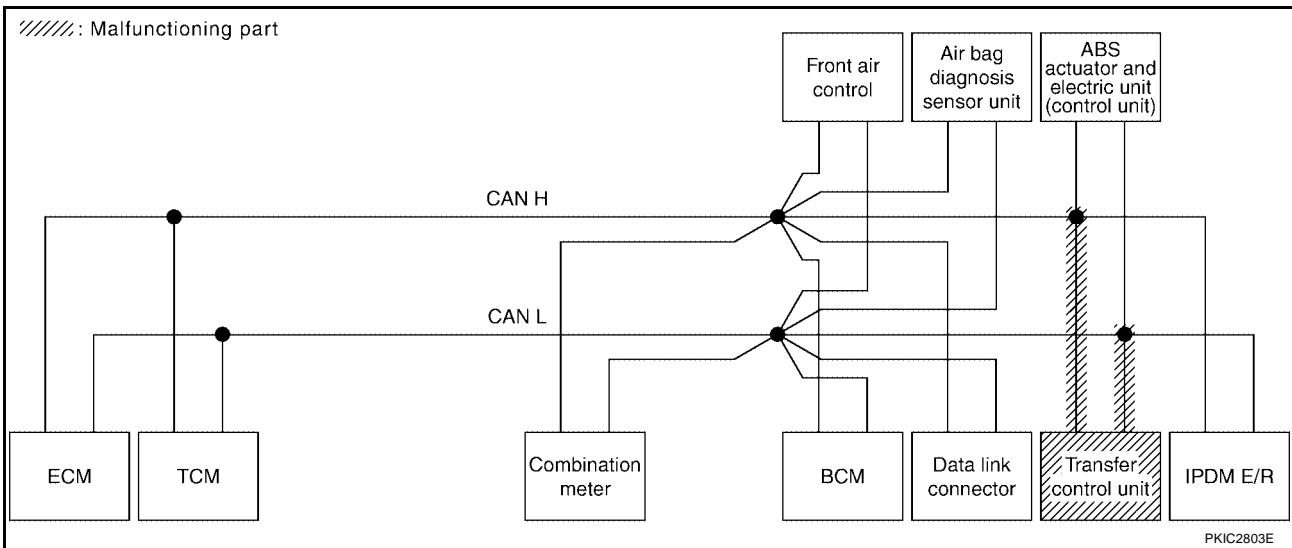 : Malfunctioning part
Front air
control
Air bag
diagnosis
sensor unit
ABS
actuator and
electric unit
(control unit)
CAN H
CAN L
ECM
TCM
Combination
meter
BCM
Data link
connector
Transfer
control unit
IPDM E/R
PKIC2803E